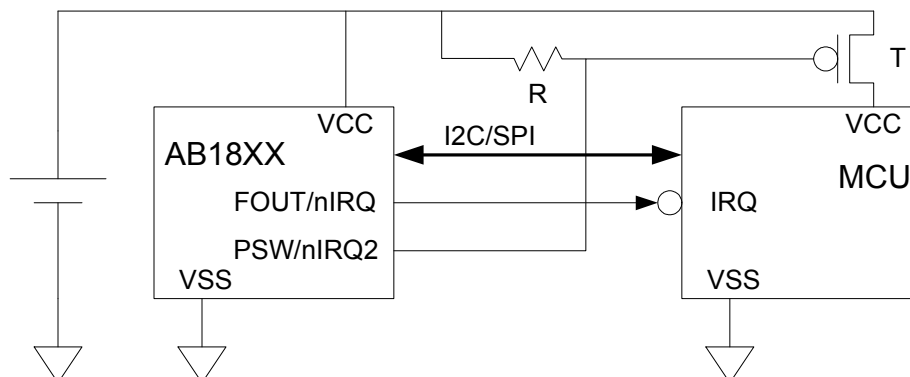 R
T
VCC
I2C/SPI
VCC
AB18XX
MCU
FOUT/nIRQ
IRQ
PSW/nIRQ2
VSS
VSS